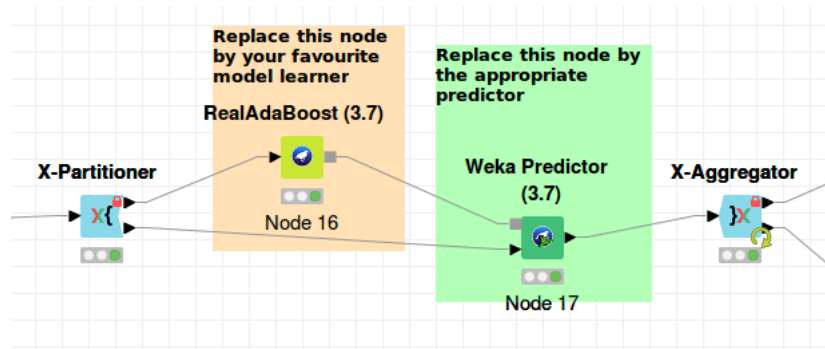 Replace this node
by your favourite
model learner
Replace this node by
the appropriate
predictor
RealAdaBoost (3.7)
X-Partitioner
Weka Predictor
(3.7)
X-Aggregator
X{
}X
Node 16
Node 17